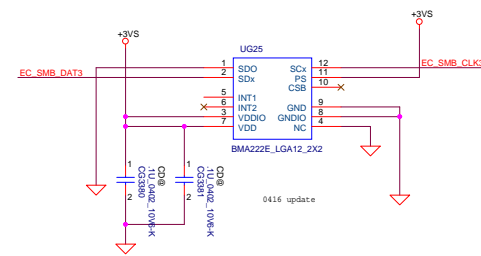 +3VS
+3VS
UG25
EC_SMB_DAT3
EC_SMB_CLK3
1 SDO
2 SDx
5 INT1
6 INT2
3 VDDIO
7 VDD
SCx 12
PS 11
CSB 10
GND 9
GNDIO 8
NC 4
BMA222E_LGA12_2X2
1
2
CD@
.1U_0402_10V6-K
CG3380
1
2
CD@
.1U_0402_10V6-K
CG3381
0416 update